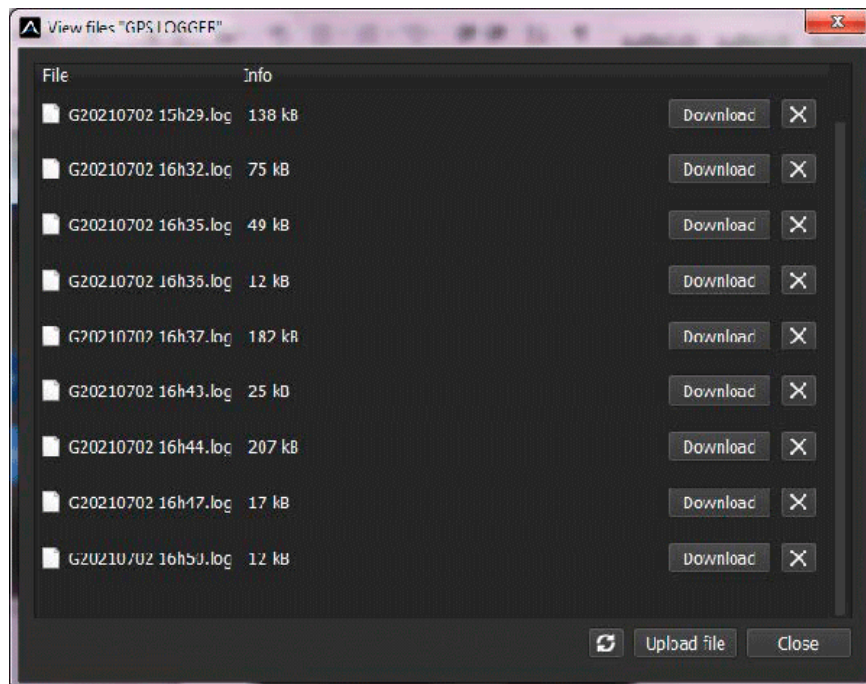 View files "GPS LOGGER"
File Info
G20210702 15h29.log 138 kB Download
G20210702 16h32.log 75 kB Download
G20210702 16h35.log 49 kB Download
G20210702 16h36.log 12 kB Download
G20210702 16h37.log 182 kB Download
G20210702 16h43.log 25 kB Download
G20210702 16h44.log 207 kB Download
G20210702 16h47.log 17 kB Download
G20210702 16h50.log 12 kB Download
Upload file Close